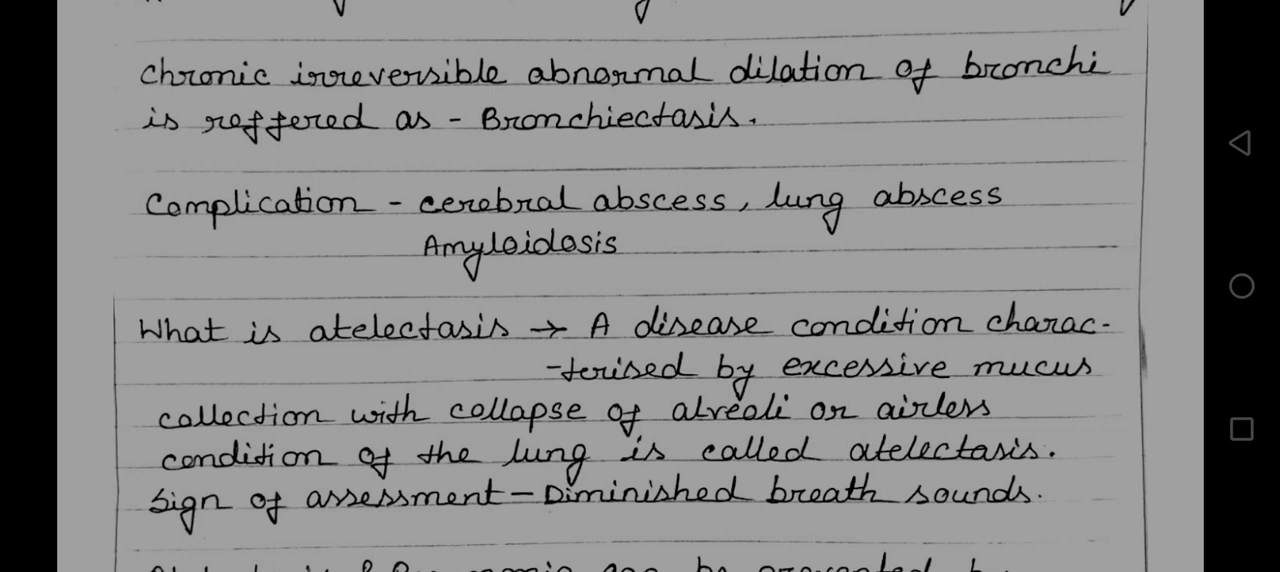 Chronic irreversible abnormal dilation of bronchi
is reffered as - Bronchiectasis.
Complication - cerebral abscess, lung abscess
Amyloidosis
What is atelectasis → A disease condition charac-
-terised by excessive mucus
collection with collapse of alveoli or airless
condition of the lung is called atelectasis.
Sign of assessment - Diminished breath sounds.